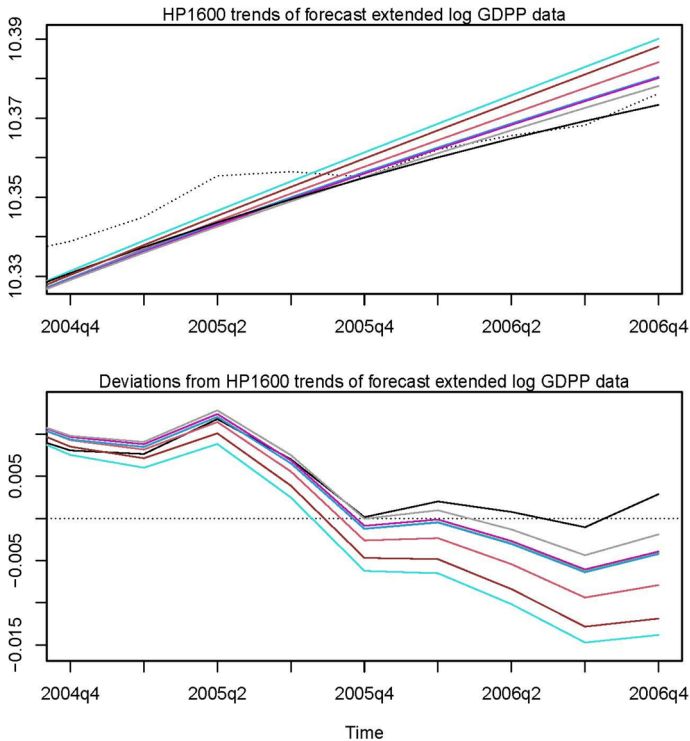 HP1600 trends of forecast extended log GDPP data
10.39
10.37
10.35
10.33
2004q4 2005q2 2005q4 2006q2 2006q4
Deviations from HP1600 trends of forecast extended log GDPP data
0.005
−0.005
−0.015
2004q4 2005q2 2005q4 2006q2 2006q4
Time